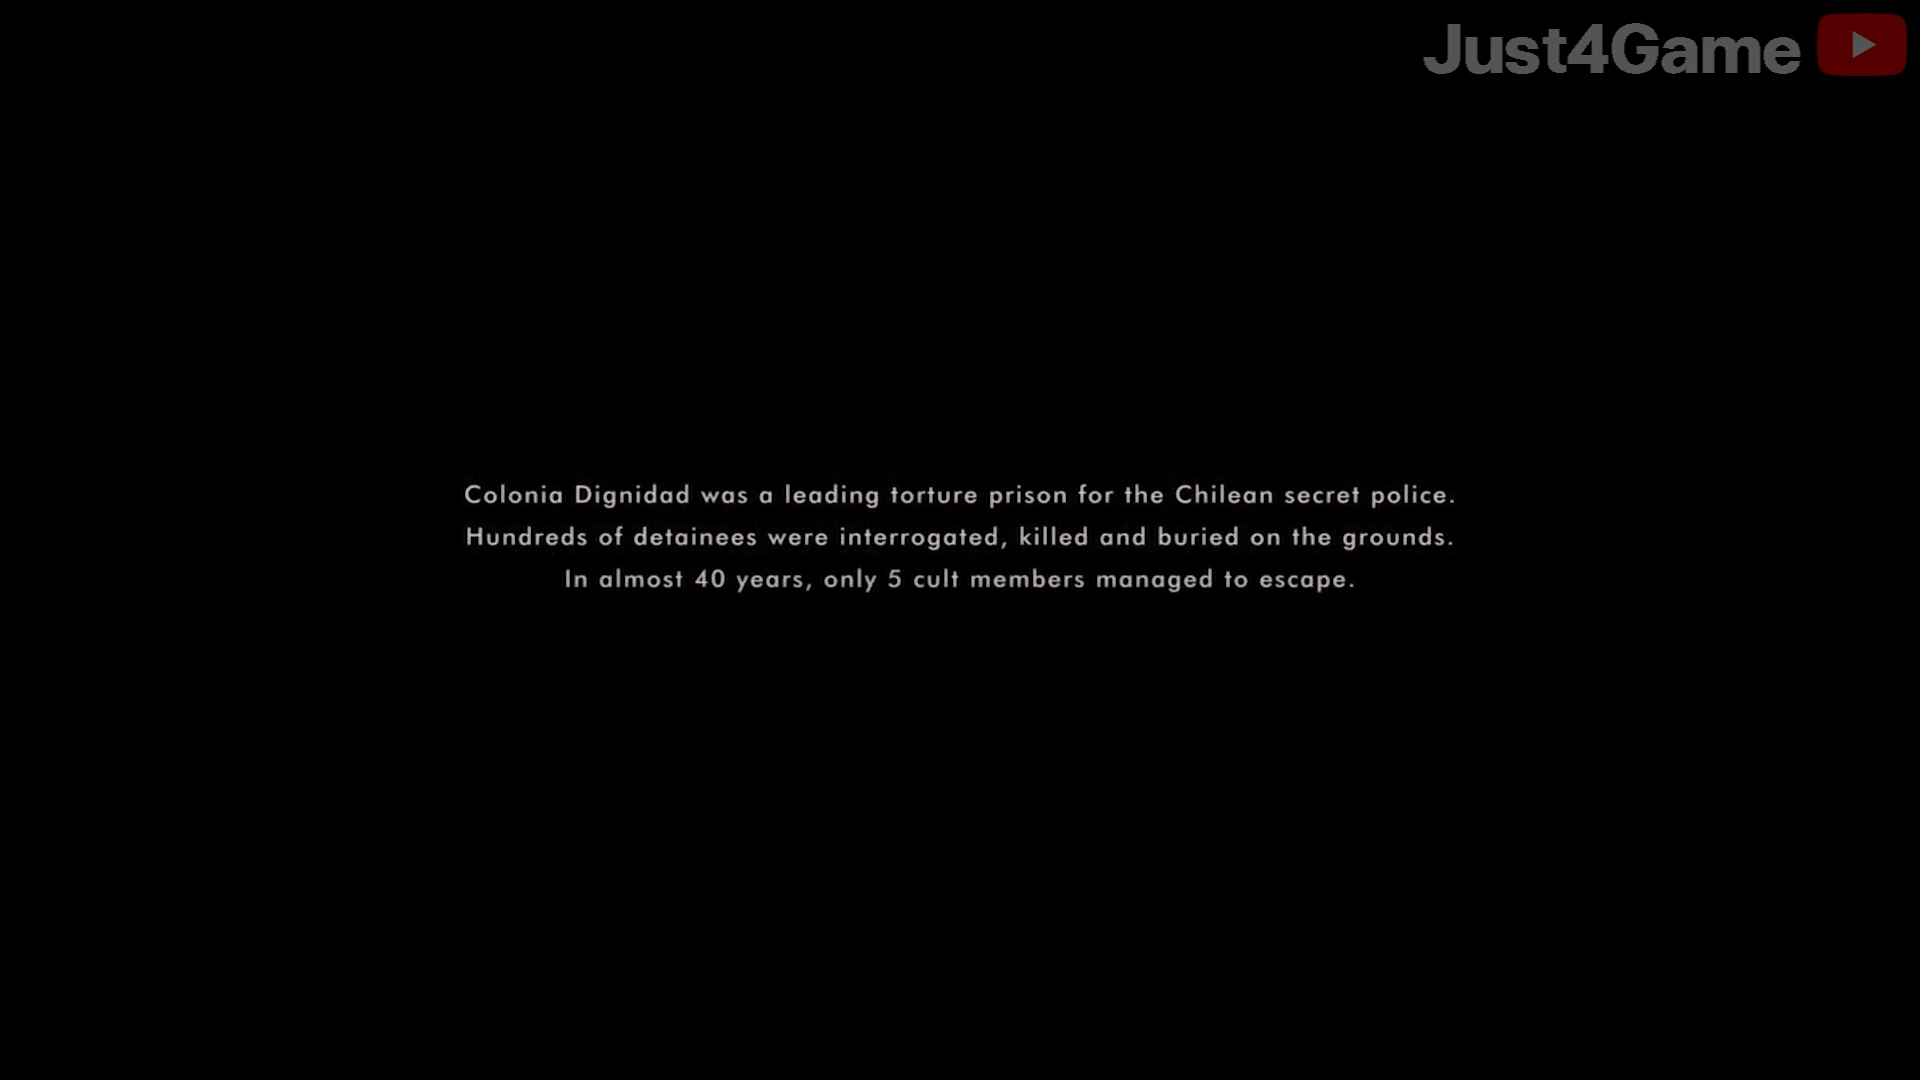 Just4Game
Colonia Dignidad was a leading torture prison for the Chilean secret police.
Hundreds of detainees were interrogated, killed and buried on the grounds.
In almost 40 years, only 5 cult members managed to escape.